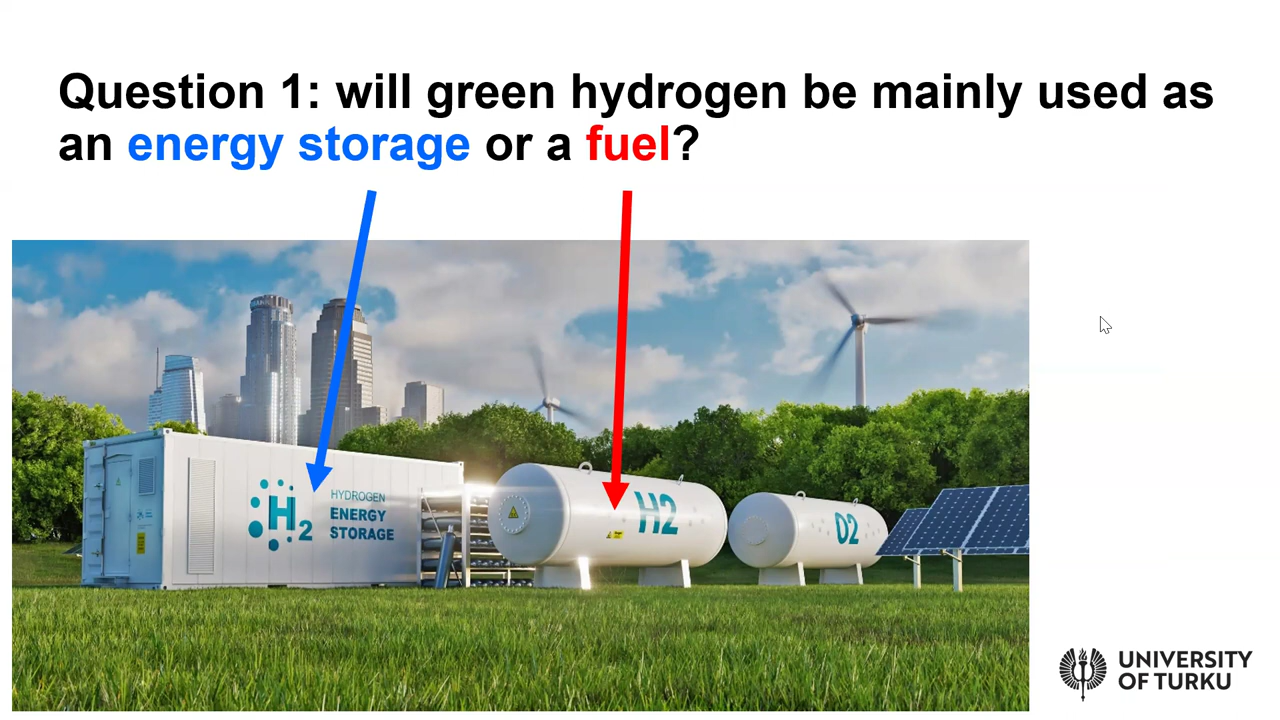 Question 1: will green hydrogen be mainly used as
an energy storage or a fuel?
H2
HYDROGEN
ENERGY
STORAGE
H2
O2
UNIVERSITY
OF TURKU